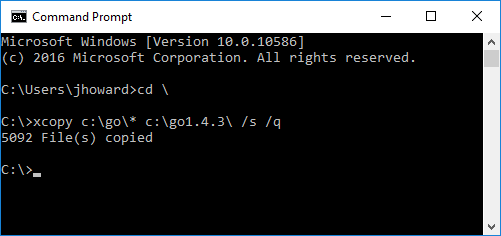 Command Prompt
Microsoft Windows [Version 10.0.10586]
(c) 2016 Microsoft Corporation. All rights reserved.
C:\Users\jhoward>cd \
C:\>xcopy c:\go\* c:\go1.4.3\ /s /q
5092 File(s) copied
C:\>